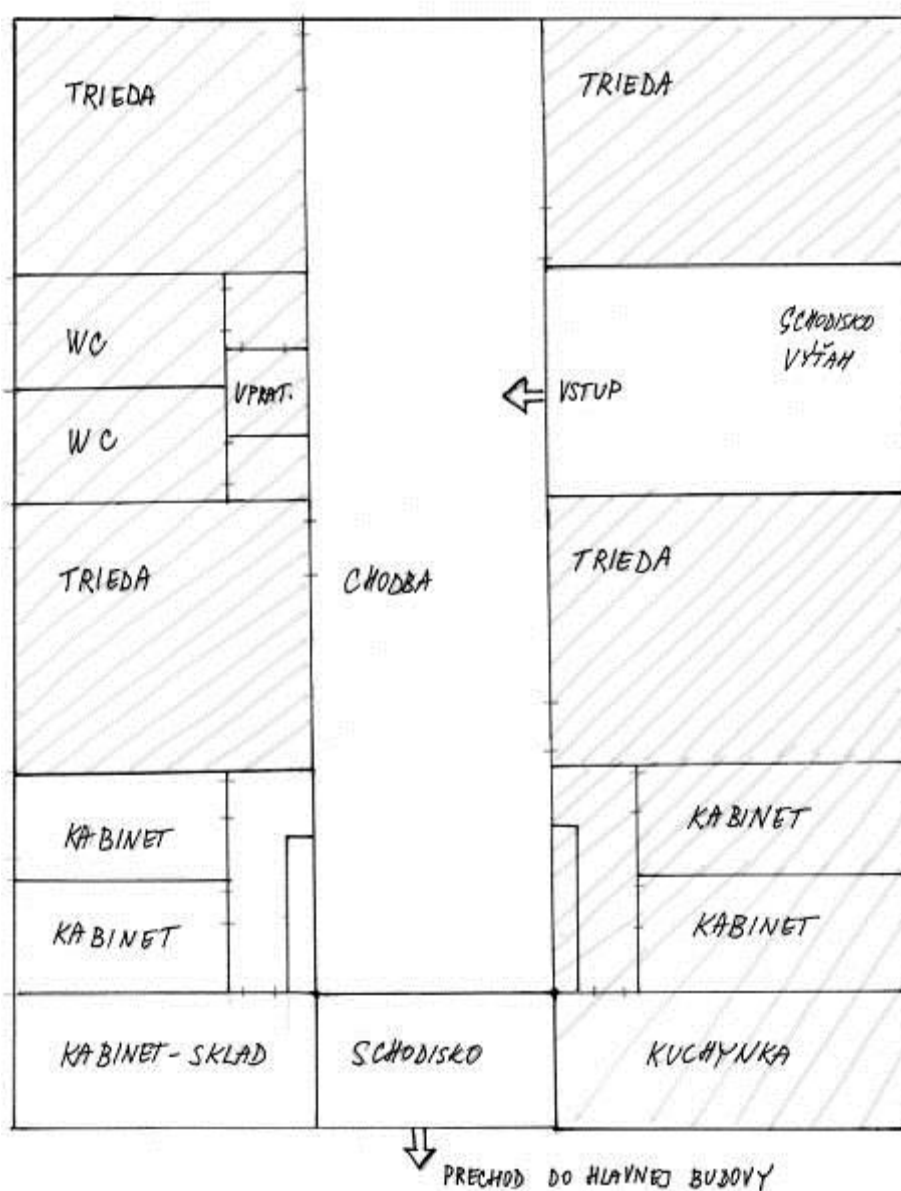 TRIEDA
TRIEDA
WC
UPRAT.
WC
VSTUP
SCHODISKO
VÝŤAH
TRIEDA
CHODBA
TRIEDA
KABINET
KABINET
KABINET
KABINET
KABINET-SKLAD
SCHODISKO
KUCHYNKA
PRECHOD DO HLAVNEJ BUDOVY